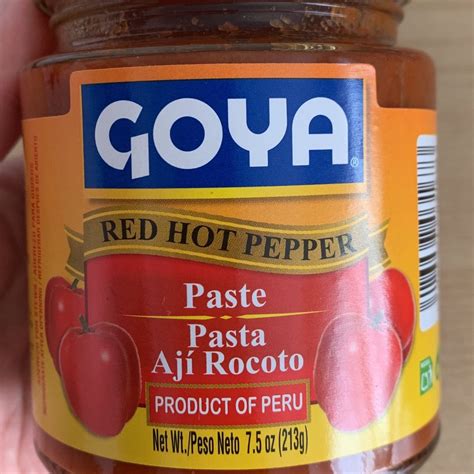 GOYA®
RED HOT PEPPER
Paste
Pasta
Ají Rocoto
PRODUCT OF PERU
Net Wt./Peso Neto 7.5 oz (213g)